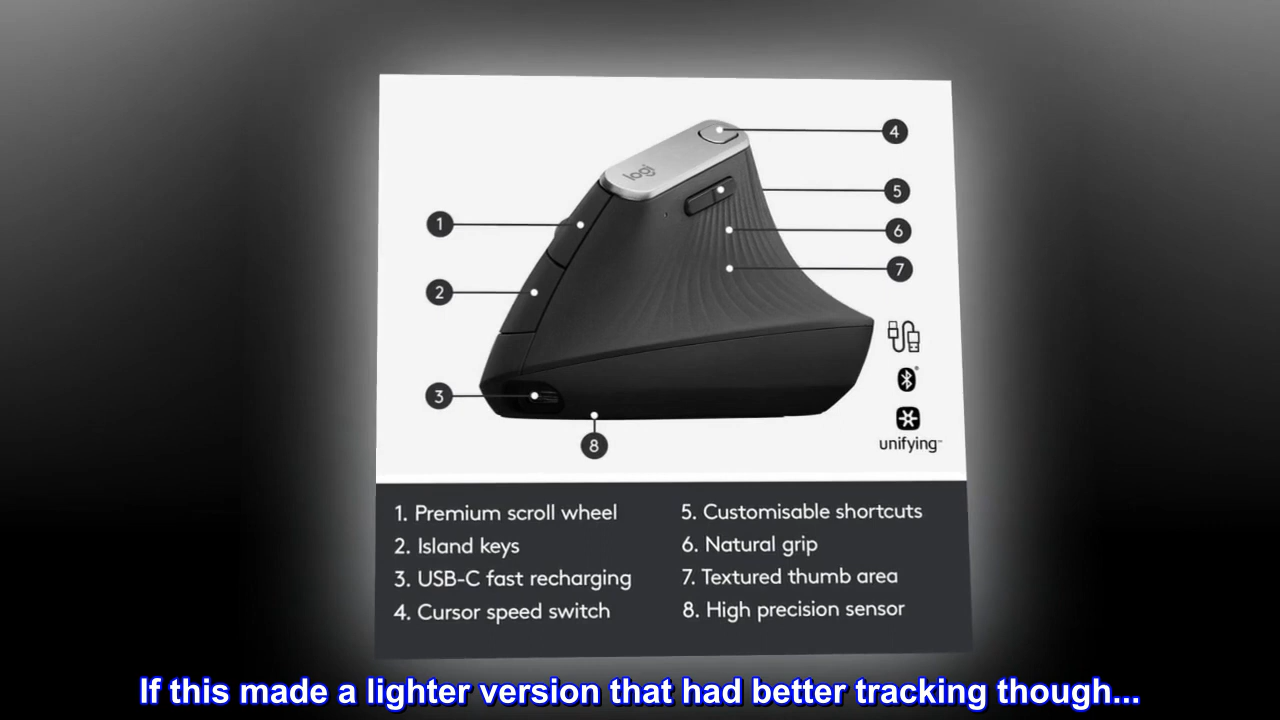 logi
4
5
1
6
7
2
3
8
unifying™
1. Premium scroll wheel
2. Island keys
3. USB-C fast recharging
4. Cursor speed switch
5. Customisable shortcuts
6. Natural grip
7. Textured thumb area
8. High precision sensor
If this made a lighter version that had better tracking though...